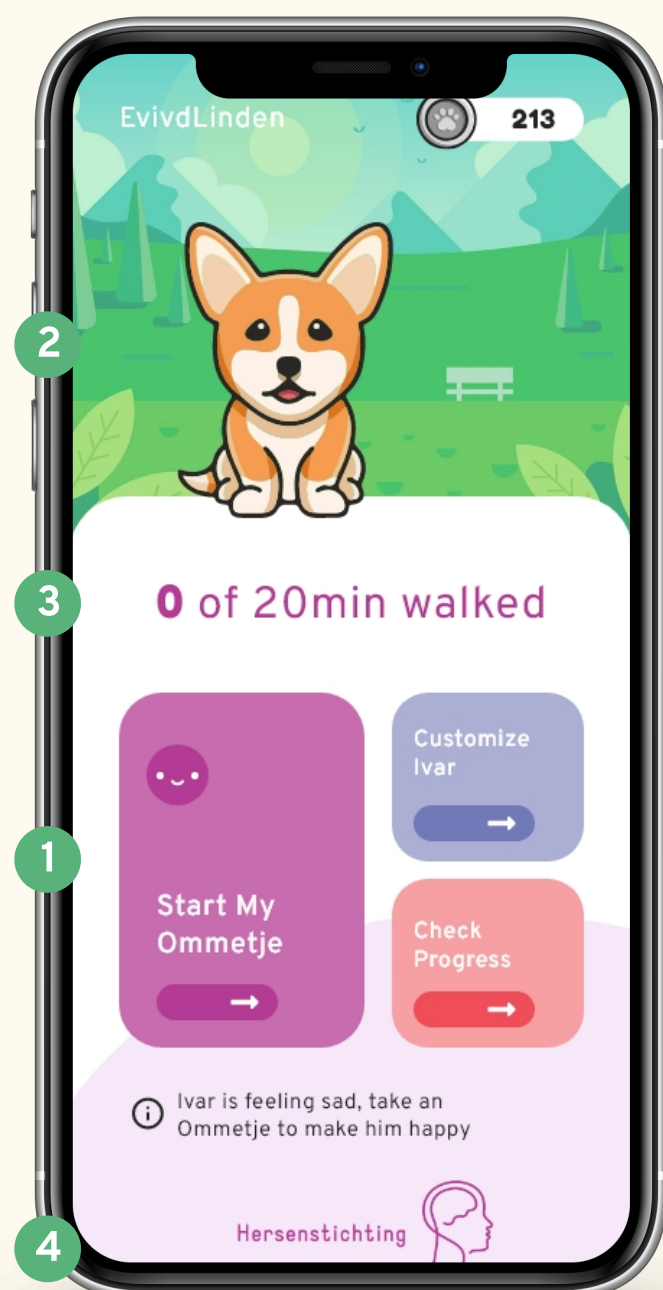 EvivdLinden
213
2
3
0 of 20min walked
Customize
Ivar
1
Start My
Ommetje
Check
Progress
Ivar is feeling sad, take an
Ommetje to make him happy
Hersenstichting
4